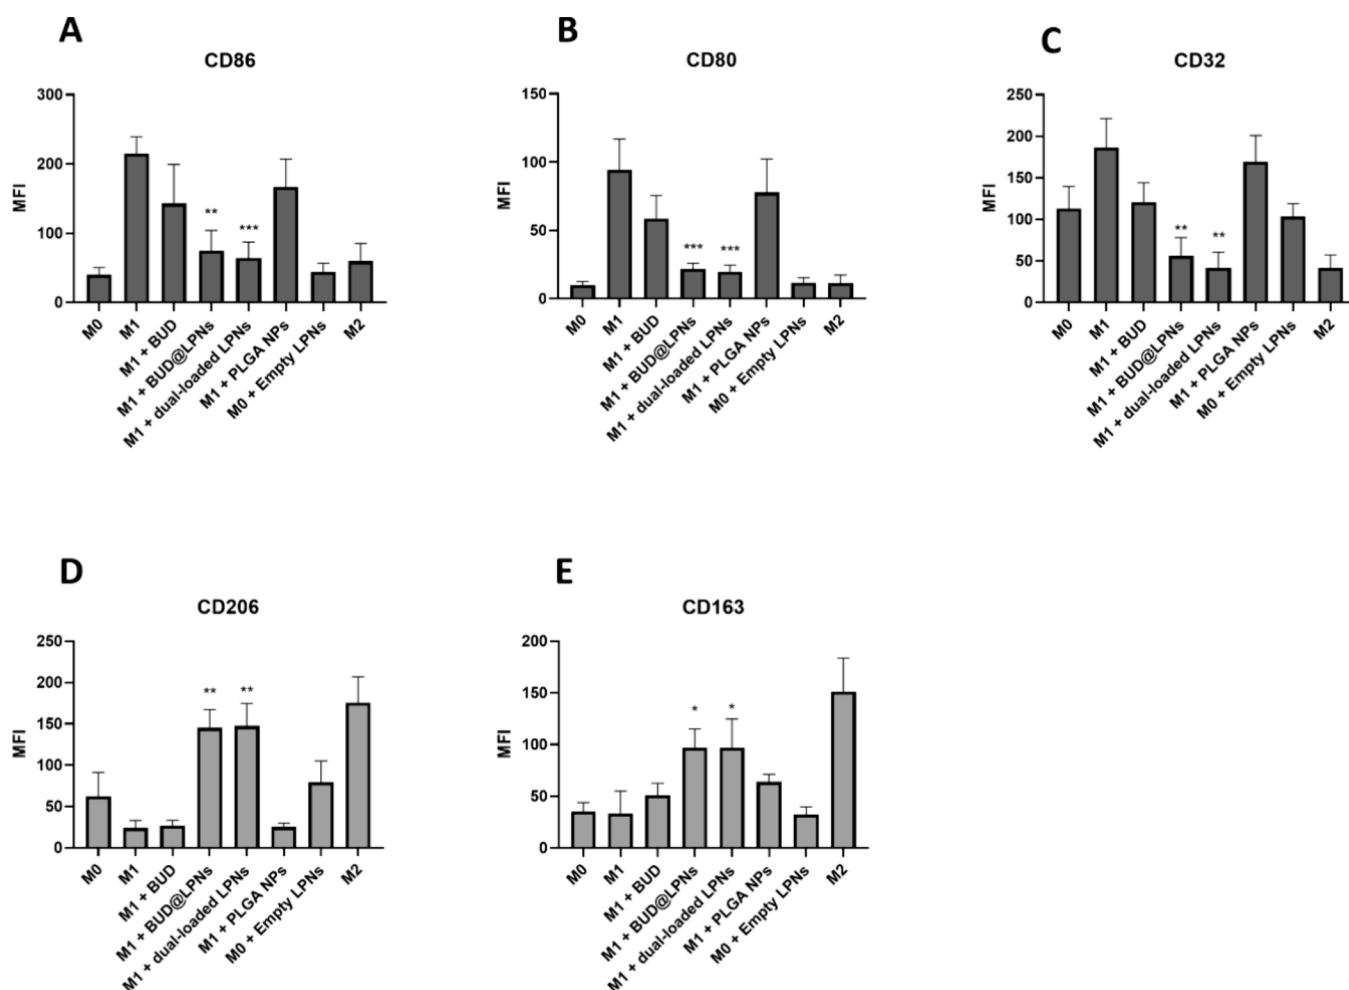 A
CD86
MFI
300
200
100
0
**
***
M0
M1
M1 + BUD
M1 + BUD@LPNs
M1 + dual-loaded LPNs
M1 + PLGA NPs
M0 + Empty LPNs
M2
B
CD80
MFI
150
100
50
0
***
***
M0
M1
M1 + BUD
M1 + BUD@LPNs
M1 + dual-loaded LPNs
M1 + PLGA NPs
M0 + Empty LPNs
M2
C
CD32
MFI
250
200
150
100
50
0
**
**
M0
M1
M1 + BUD
M1 + BUD@LPNs
M1 + dual-loaded LPNs
M1 + PLGA NPs
M0 + Empty LPNs
M2
D
CD206
MFI
250
200
150
100
50
0
**
**
M0
M1
M1 + BUD
M1 + BUD@LPNs
M1 + dual-loaded LPNs
M1 + PLGA NPs
M0 + Empty LPNs
M2
E
CD163
MFI
200
150
100
50
0
*
*
M0
M1
M1 + BUD
M1 + BUD@LPNs
M1 + dual-loaded LPNs
M1 + PLGA NPs
M0 + Empty LPNs
M2